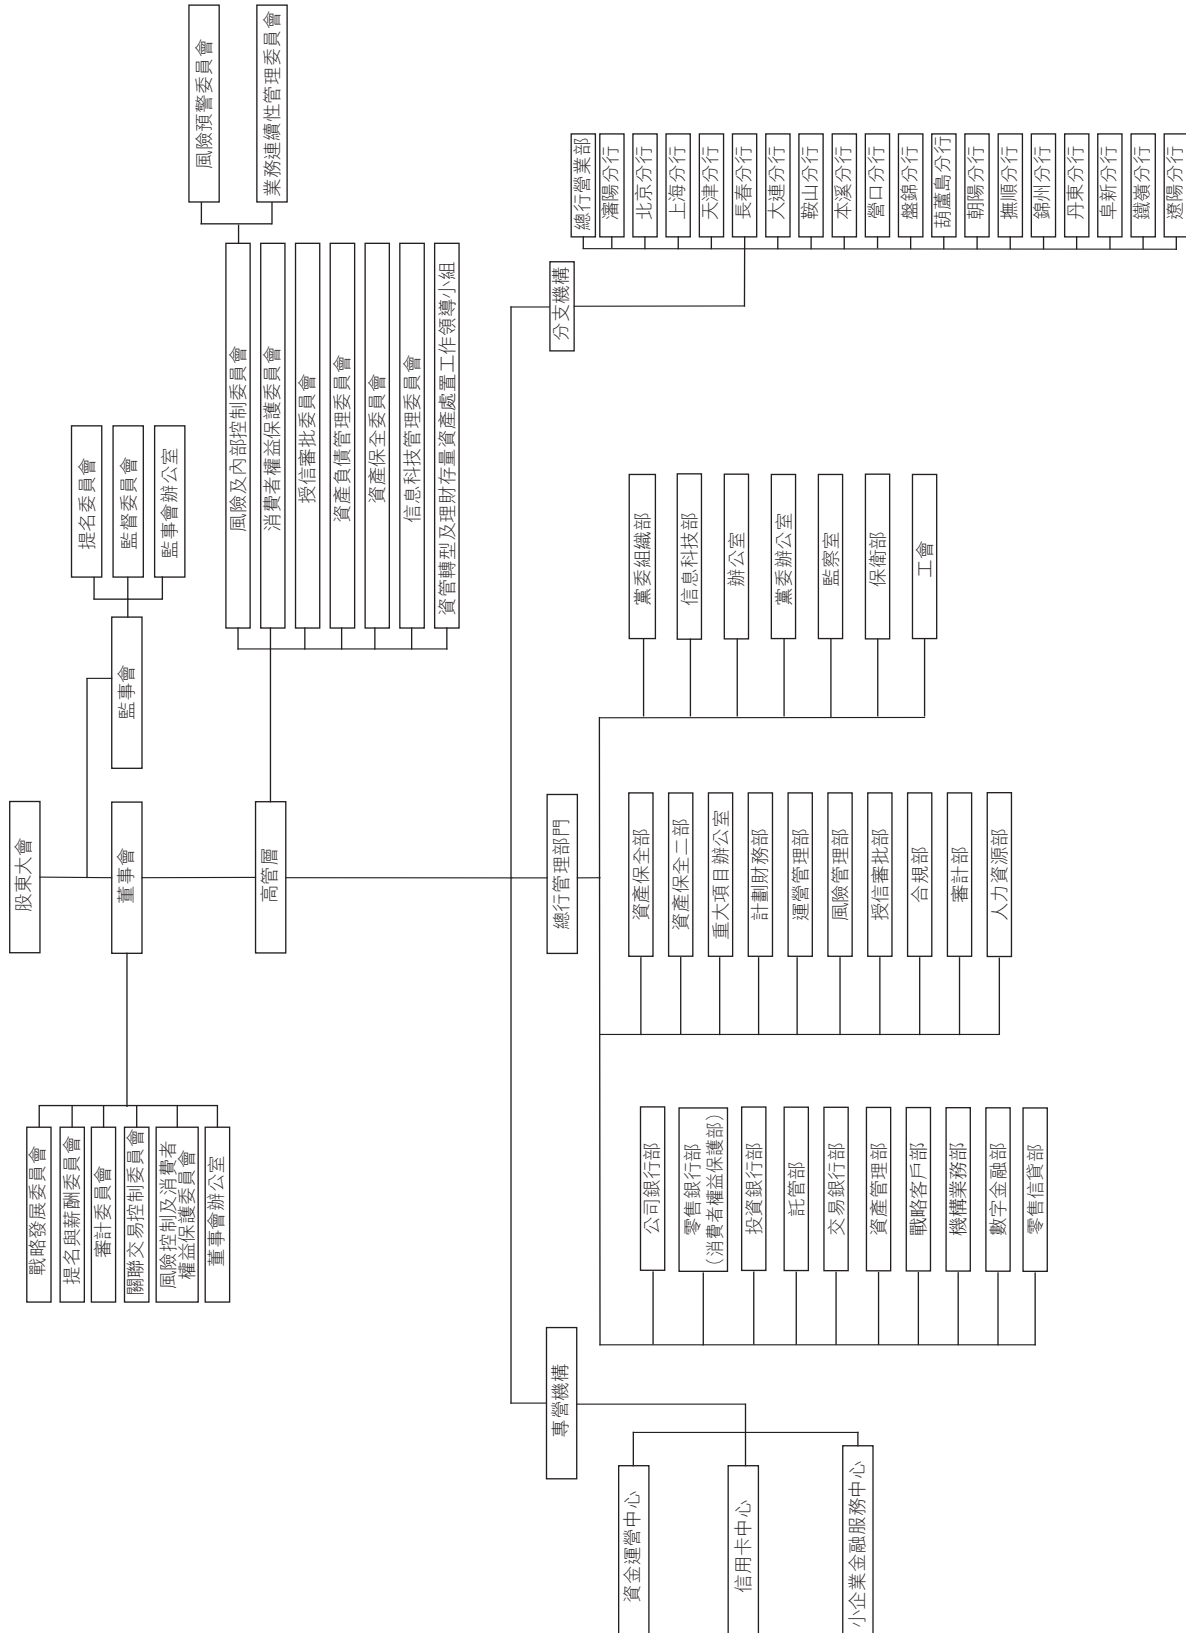 股東大會
董事會
監事會
提名委員會
監督委員會
監事會辦公室
戰略發展委員會
提名與薪酬委員會
審計委員會
關聯交易控制委員會
風險控制及消費者
權益保護委員會
董事會辦公室
高管層
風險及內部控制委員會
消費者權益保護委員會
授信審批委員會
資產負債管理委員會
資產保全委員會
信息科技管理委員會
資管轉型及理財存量資產處置工作領導小組
風險預警委員會
業務連續性管理委員會
專營機構
資金運營中心
信用卡中心
小企業金融服務中心
總行管理部門
公司銀行部
零售銀行部
（消費者權益保護部）
投資銀行部
託管部
交易銀行部
資產管理部
戰略客戶部
機構業務部
數字金融部
零售信貸部
資產保全部
資產保全二部
重大項目辦公室
計劃財務部
運營管理部
風險管理部
授信審批部
合規部
審計部
人力資源部
黨委組織部
信息科技部
辦公室
黨委辦公室
監察室
保衛部
工會
分支機構
總行營業部
瀋陽分行
北京分行
上海分行
天津分行
長春分行
大連分行
鞍山分行
本溪分行
營口分行
盤錦分行
葫蘆島分行
朝陽分行
撫順分行
錦州分行
丹東分行
阜新分行
鐵嶺分行
遼陽分行